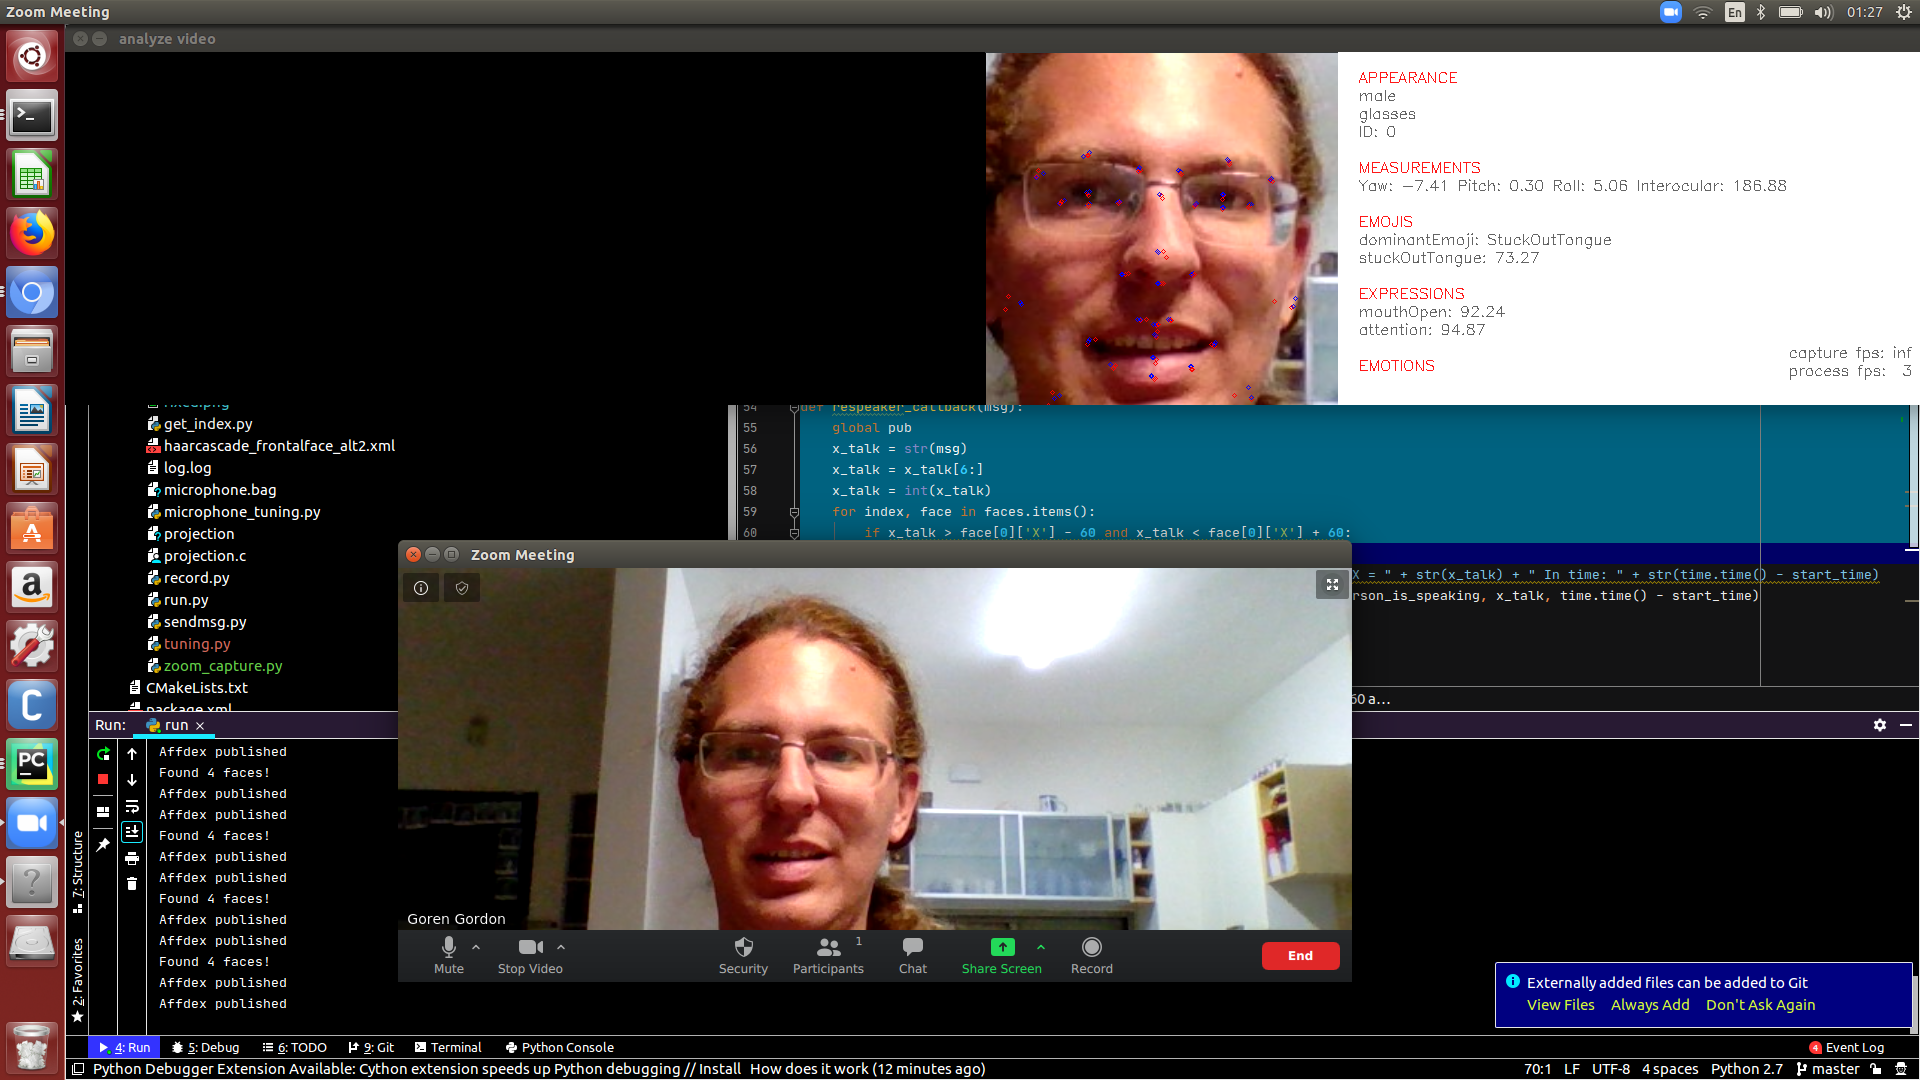 Zoom Meeting
En
01:27
analyze video
APPEARANCE
male
glasses
ID: 0
MEASUREMENTS
Yaw: -7.41 Pitch: 0.30 Roll: 5.06 Interocular: 186.88
EMOJIS
dominantEmoji: StuckOutTongue
stuckOutTongue: 73.27
EXPRESSIONS
mouthOpen: 92.24
attention: 94.87
EMOTIONS
capture fps: inf
process fps: 3
get_index.py
haarcascade_frontalface_alt2.xml
log.log
microphone.bag
microphone_tuning.py
projection
projection.c
record.py
run.py
sendmsg.py
tuning.py
zoom_capture.py
CMakeLists.txt
package.xml
54 def respeaker_callback(msg):
55 global pub
56 x_talk = str(msg)
57 x_talk = x_talk[6:]
58 x_talk = int(x_talk)
59 for index, face in faces.items():
60 if x_talk > face[0]['X'] - 60 and x_talk < face[0]['X'] + 60:
X = " + str(x_talk) + " In time: " + str(time.time() - start_time)
rson_is_speaking, x_talk, time.time() - start_time)
60 a...
Zoom Meeting
Goren Gordon
Mute
Stop Video
Security
Participants
1
Chat
Share Screen
Record
End
Run:
run
Affdex published
Found 4 faces!
Affdex published
Affdex published
Found 4 faces!
Affdex published
Affdex published
Found 4 faces!
Affdex published
Affdex published
Found 4 faces!
Affdex published
Affdex published
7: Structure
2: Favorites
PC
Externally added files can be added to Git
View Files Always Add Don't Ask Again
4: Run
5: Debug
6: TODO
9: Git
Terminal
Python Console
4 Event Log
Python Debugger Extension Available: Cython extension speeds up Python debugging // Install How does it work (12 minutes ago)
70:1 LF UTF-8 4 spaces Python 2.7 master